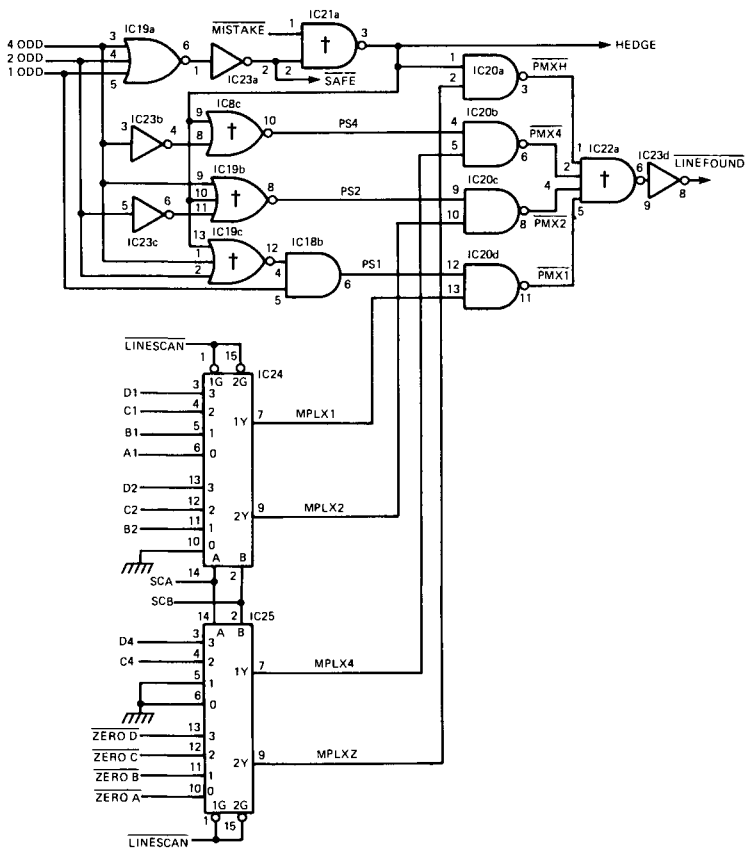 IC19a
MISTAKE
1
IC21a
†
3
4 ODD
3
2 ODD
4
1 ODD
5
6
1
IC23a
2
2
SAFE
HEDGE
1
2
IC20a
3
PMXH
IC23b
3
4
IC8c
9
8
†
10
PS4
4
5
IC20b
6
PMX4
IC22a
1
2
4
5
†
6
IC23d
9
8
LINEFOUND
IC19b
9
10
11
†
8
PS2
9
10
IC20c
8
PMX2
5
6
IC23c
13
1
2
IC19c
†
12
IC18b
4
5
6
PS1
12
13
IC20d
11
PMX1
LINESCAN
1
15
IC24
1G 2G
D1 3 3
C1 4 2
1Y 7 MPLX1
B1 5 1
A1 6 0
D2 13 3
C2 12 2
2Y 9 MPLX2
B2 11 1
10 0
A B
SCA 14
2
SCB
14 2 IC25
A B
D4 3 3
C4 4 2
1Y 7 MPLX4
5 1
6 0
ZERO D 13 3
ZERO C 12 2
2Y 9 MPLXZ
ZERO B 11 1
ZERO A 10 0
1G 2G
1 15
LINESCAN